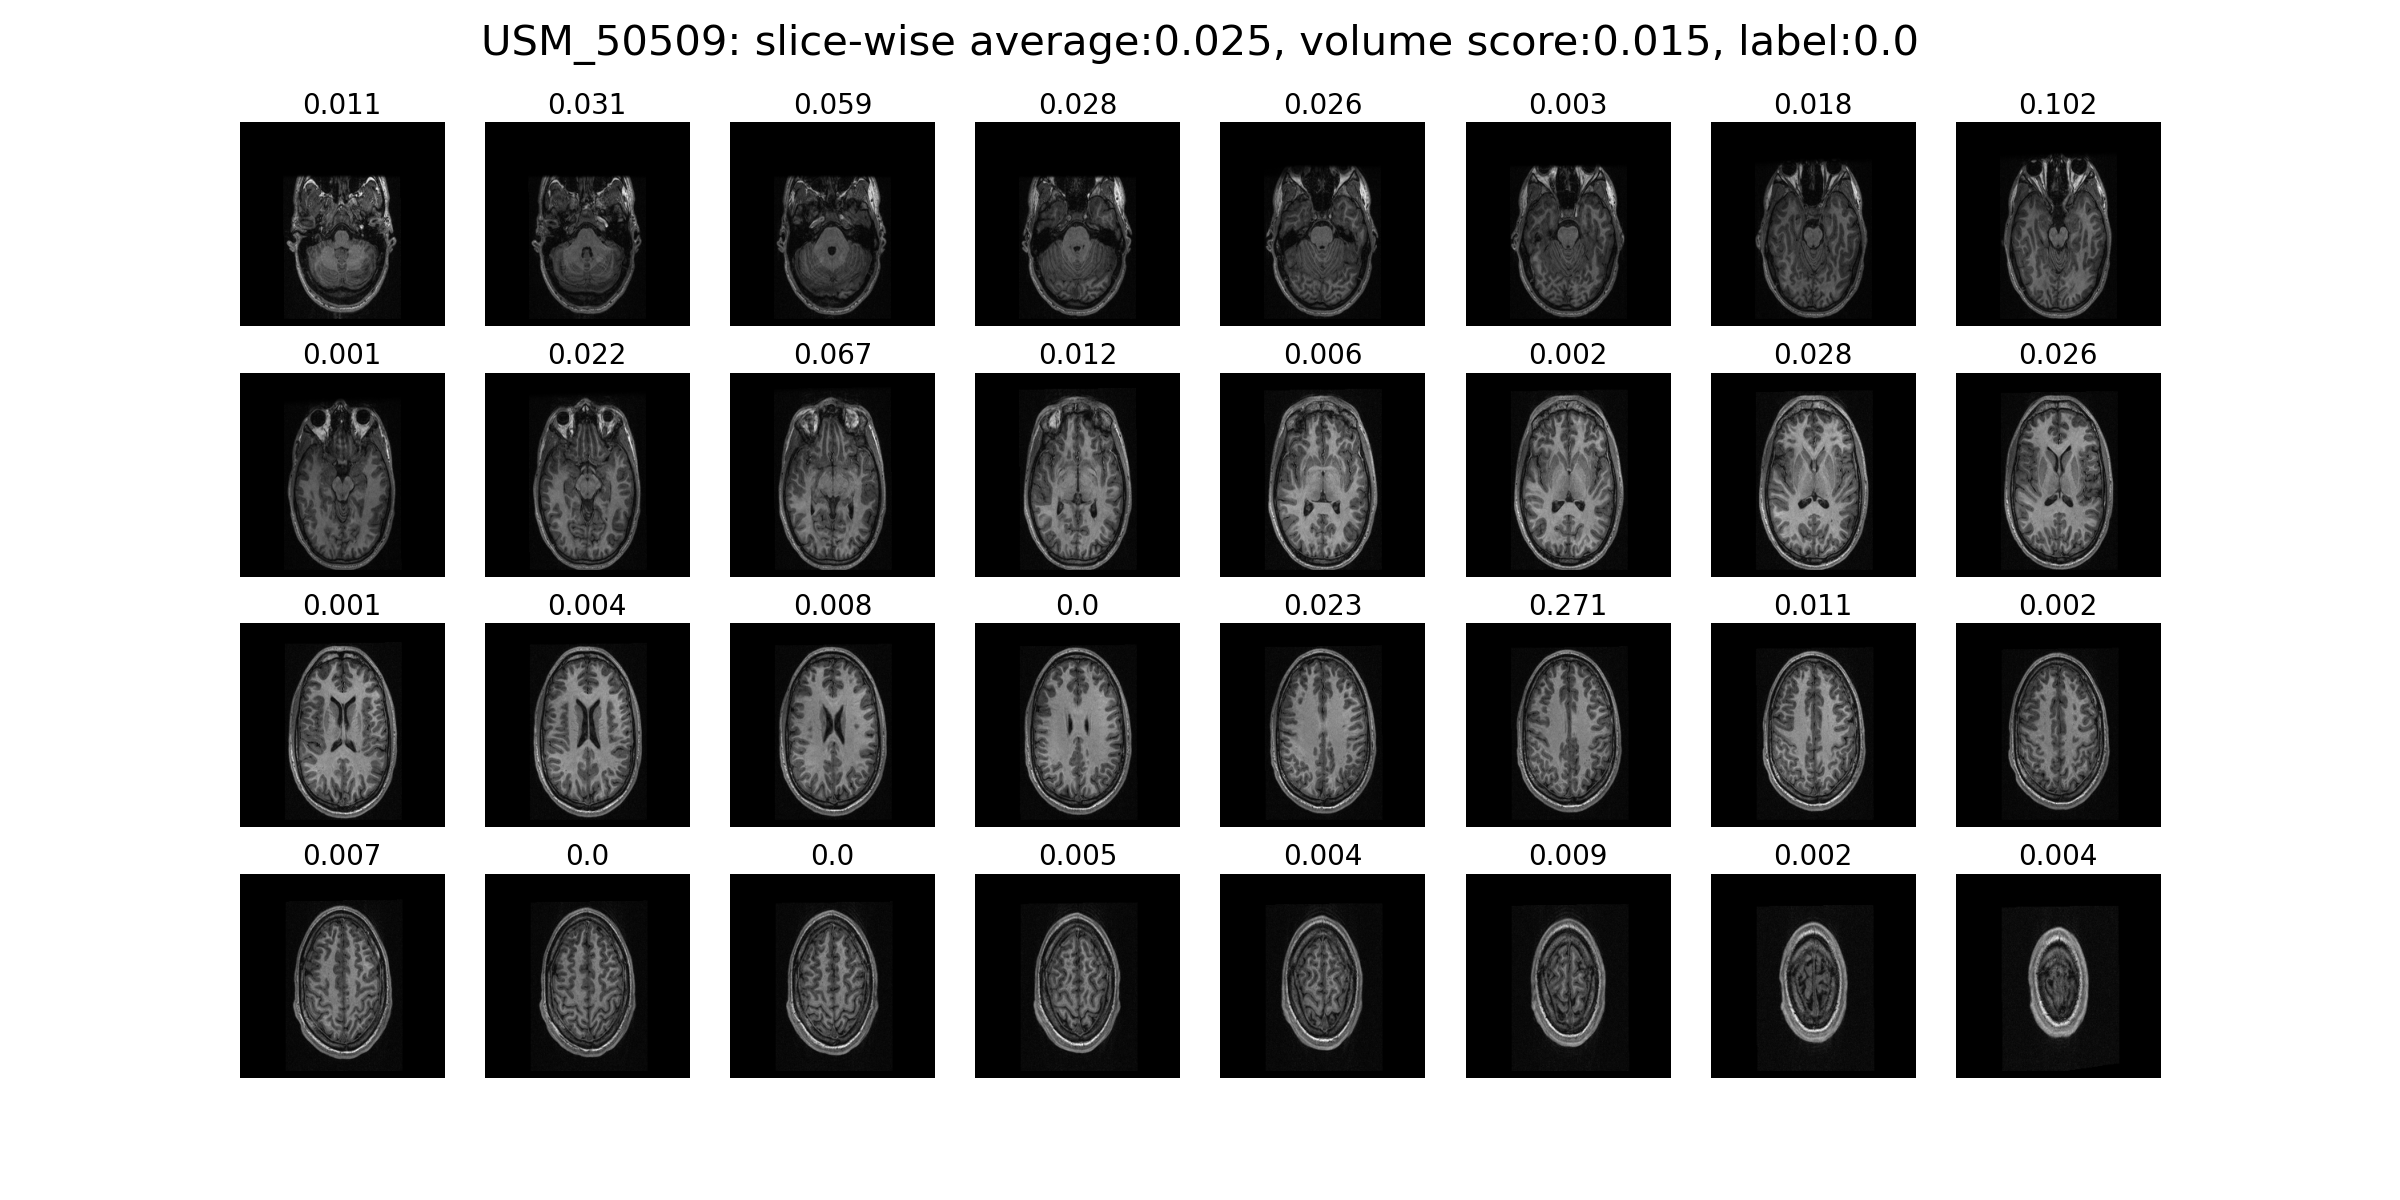 USM_50509: slice-wise average:0.025, volume score:0.015, label:0.0
0.011 0.031 0.059 0.028 0.026 0.003 0.018 0.102
0.001 0.022 0.067 0.012 0.006 0.002 0.028 0.026
0.001 0.004 0.008 0.0 0.023 0.271 0.011 0.002
0.007 0.0 0.0 0.005 0.004 0.009 0.002 0.004